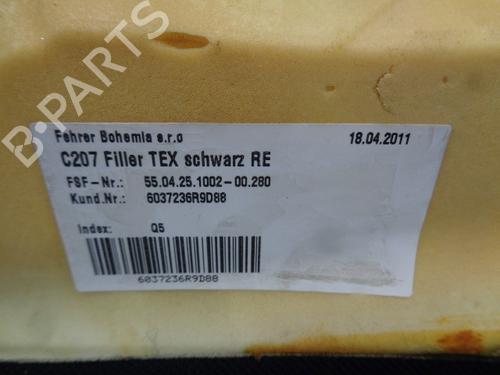 B-PARTS
Fehrer Bohemia s.r.o
18.04.2011
C207 Filler TEX schwarz RE
FSF-Nr.: 55.04.25.1002-00.280
Kund.Nr.: 6037236R9D88
Index: Q5
6037236R9D88